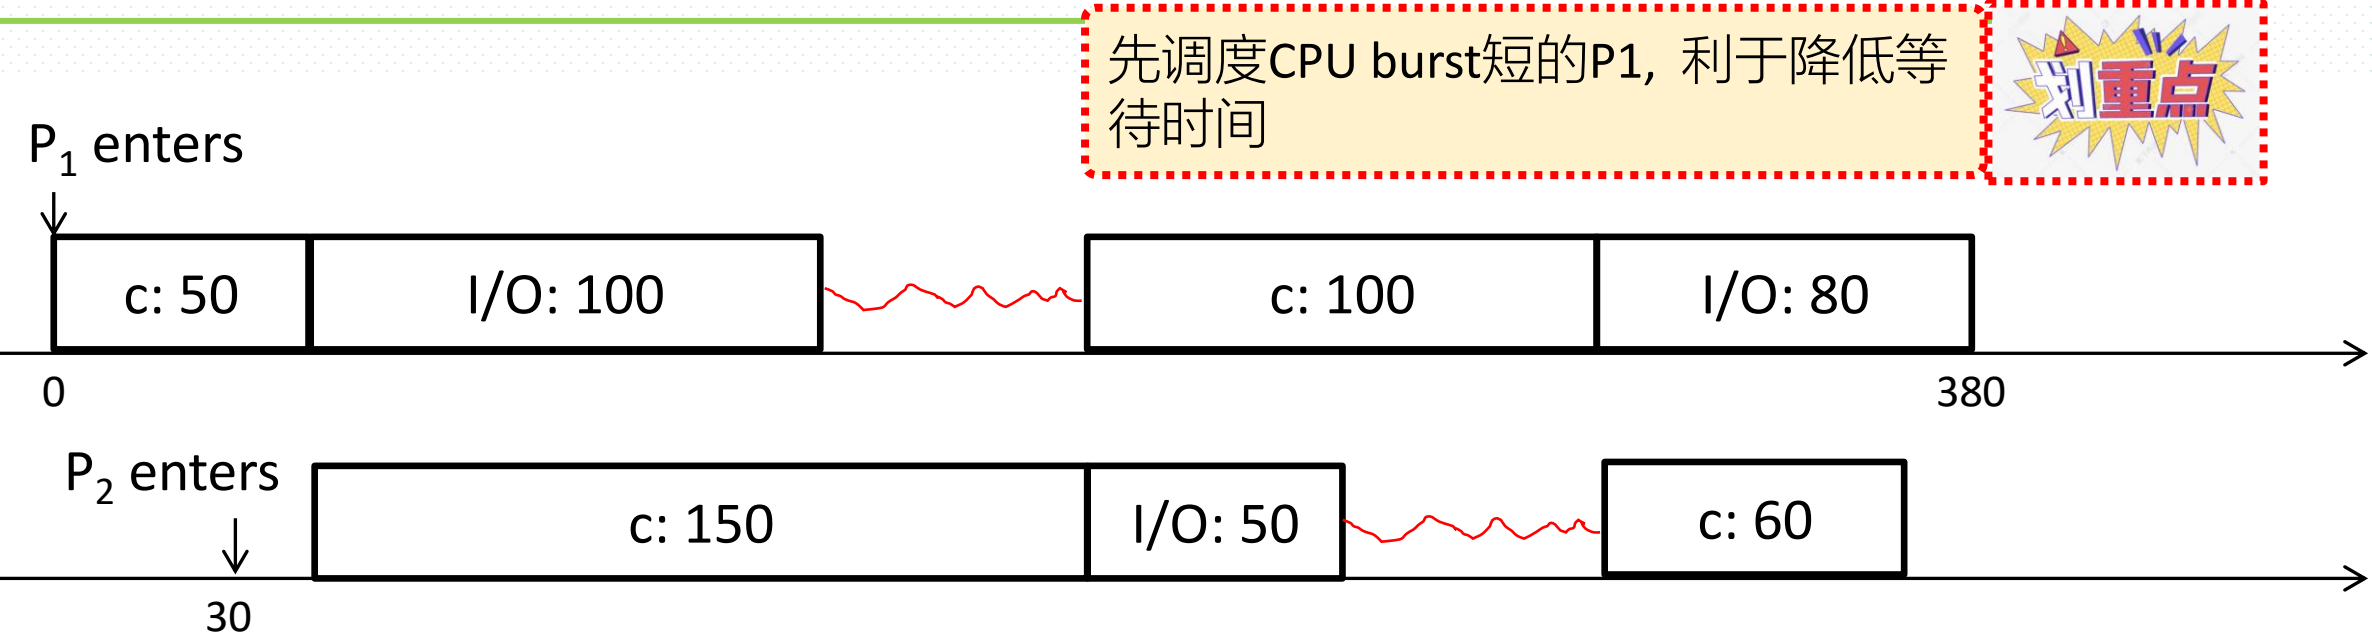 先调度CPU burst短的P1, 利于降低等
待时间
划重点
P1 enters
c: 50
I/O: 100
c: 100
I/O: 80
0
380
P2 enters
c: 150
I/O: 50
c: 60
30